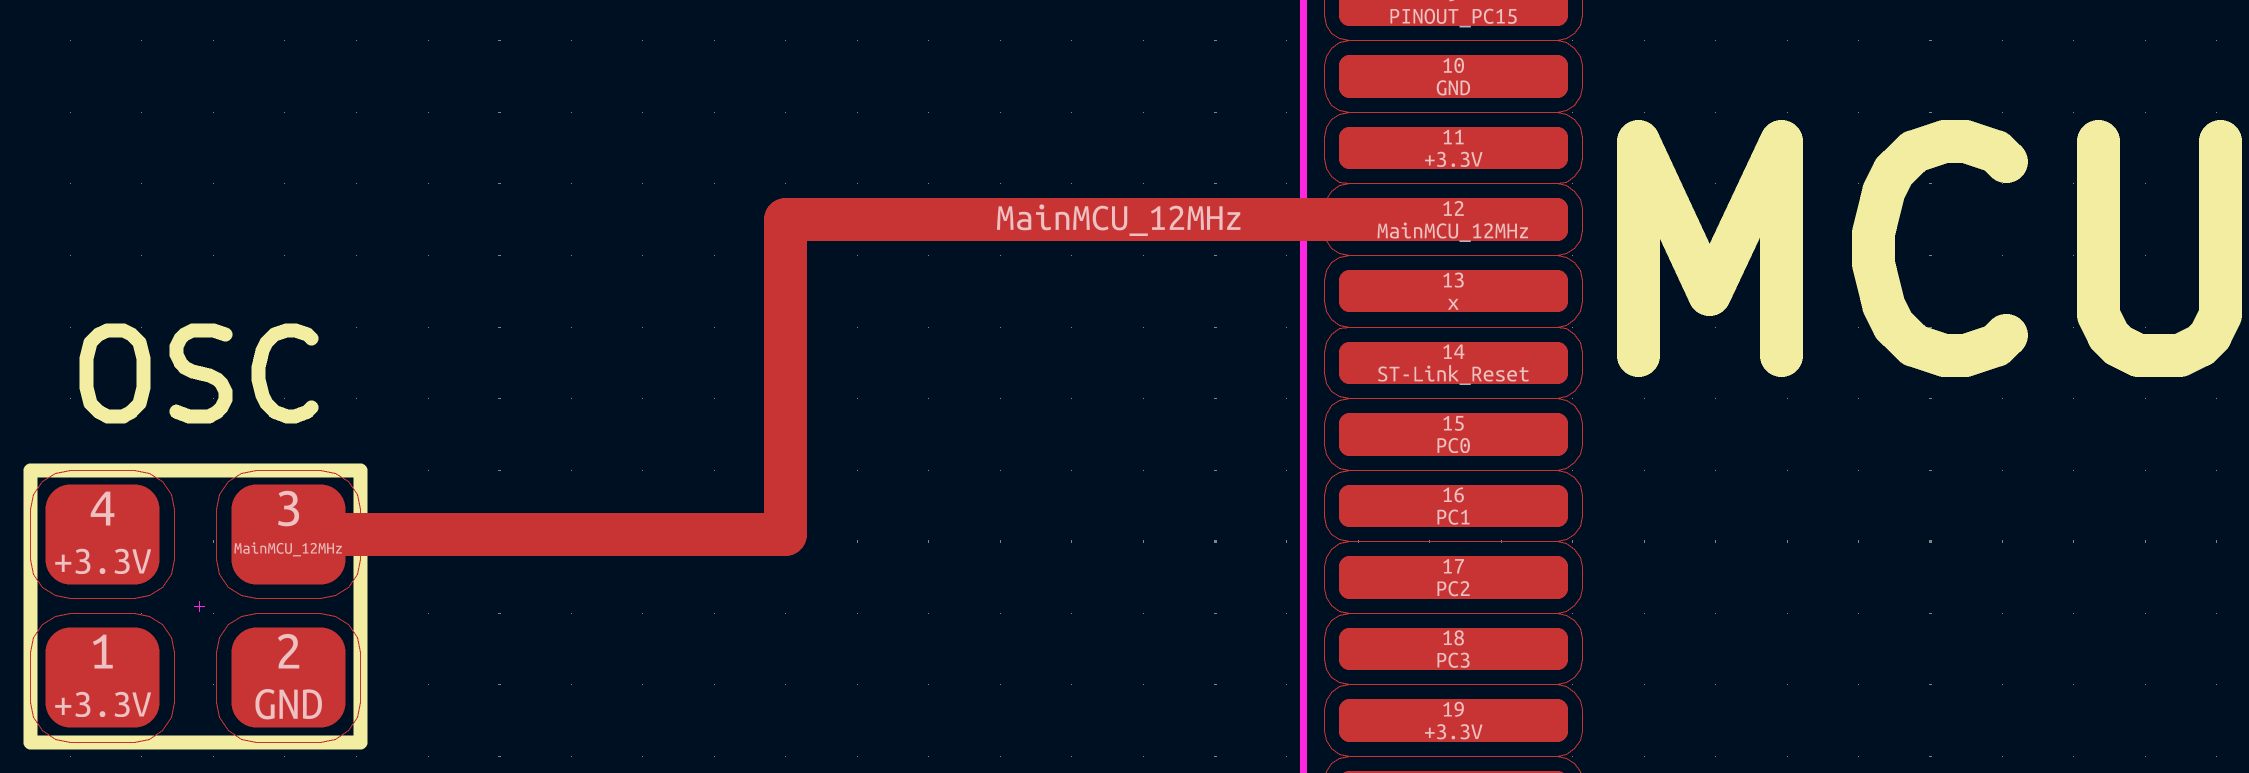 PINOUT_PC15
10
GND
11
+3.3V
MainMCU_12MHz
12
MainMCU_12MHz
13
x
14
ST-Link_Reset
15
PC0
16
PC1
17
PC2
18
PC3
19
+3.3V
MCU
OSC
4
+3.3V
3
MainMCU_12MHz
1
+3.3V
2
GND